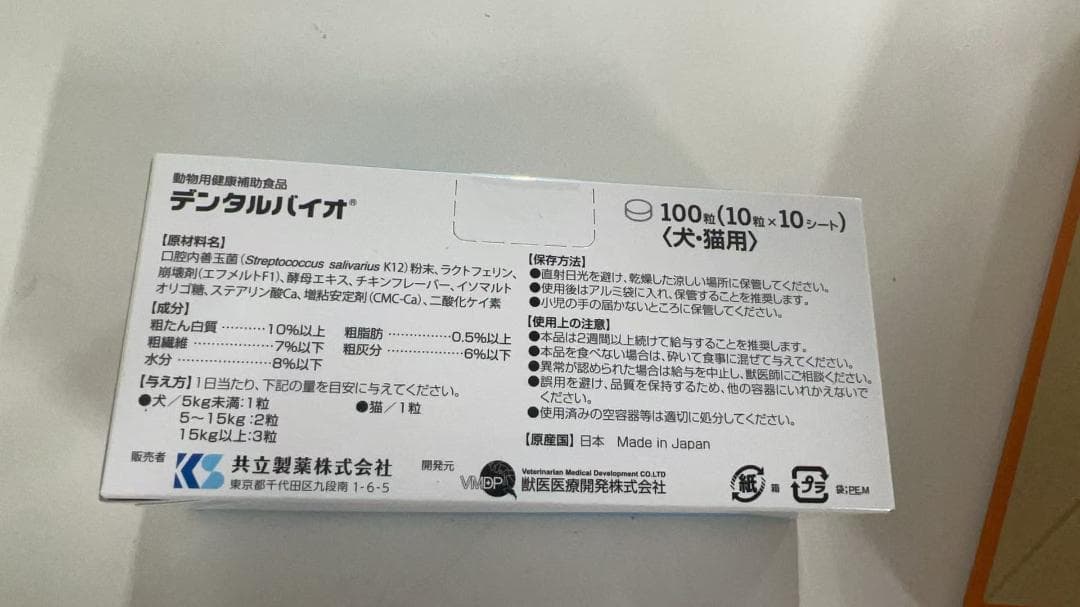 動物用健康補助食品
デンタルバイオ®
100粒(10粒×10シート)
〈犬・猫用〉
【原材料名】
口腔内善玉菌(Streptococcus salivarius K12)粉末、ラクトフェリン、
崩壊剤(エフメルトF1)、酵母エキス、チキンフレーバー、イソマルト
オリゴ糖、ステアリン酸Ca、増粘安定剤(CMC-Ca)、二酸化ケイ素
【成分】
粗たん白質………10%以上 粗脂肪…………0.5%以上
粗繊維……………7%以下 粗灰分…………6%以下
水分………………8%以下
【与え方】1日当たり、下記の量を目安に与えてください。
●犬/5kg未満:1粒 ●猫/1粒
5〜15kg:2粒
15kg以上:3粒
【保存方法】
●直射日光を避け、乾燥した涼しい場所に保管してください。
●使用後はアルミ袋に入れ、保管することを推奨します。
●小児の手の届かないところに保管してください。
【使用上の注意】
●本品は2週間以上続けて給与することを推奨します。
●本品を食べない場合は、砕いて食事に混ぜて与えてください。
●異常が認められた場合は給与を中止し、獣医師にご相談ください。
●誤用を避け、品質を保持するため、他の容器にいれかえないで
ください。
●使用済みの空容器等は適切に処分してください。
【原産国】日本 Made in Japan
販売者 KS 共立製薬株式会社
東京都千代田区九段南1-6-5
開発元 VMDP Veterinarian Medical Development CO.LTD
獣医医療開発株式会社
紙 箱 プラ 袋:PE,M